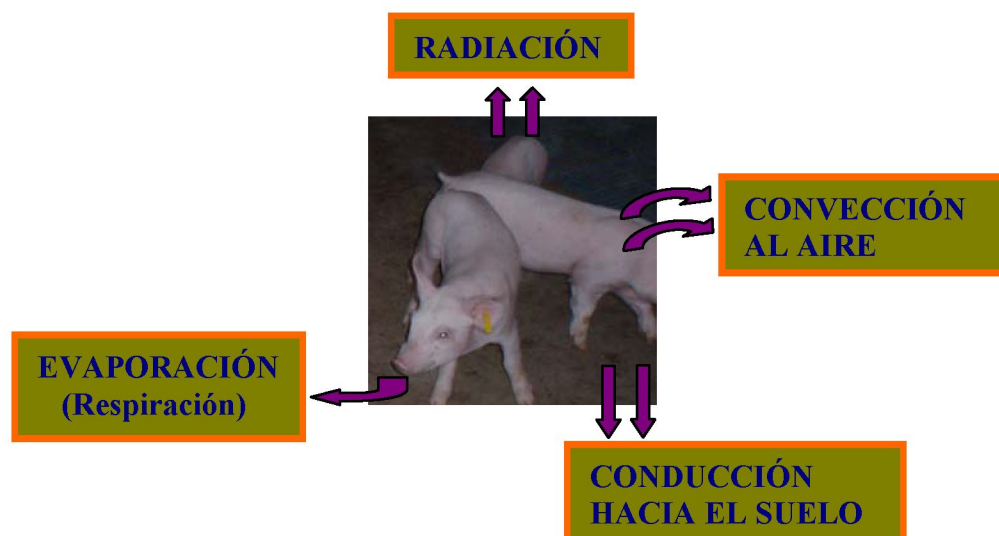 RADIACIÓN
CONVECCIÓN
AL AIRE
EVAPORACIÓN
(Respiración)
CONDUCCIÓN
HACIA EL SUELO